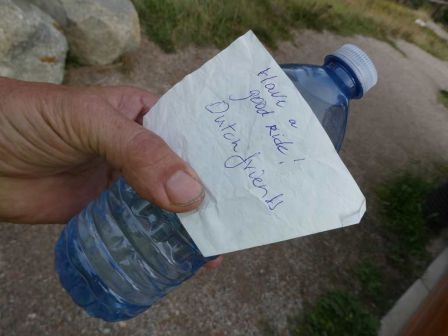 Have a
good ride!
Dutch friends